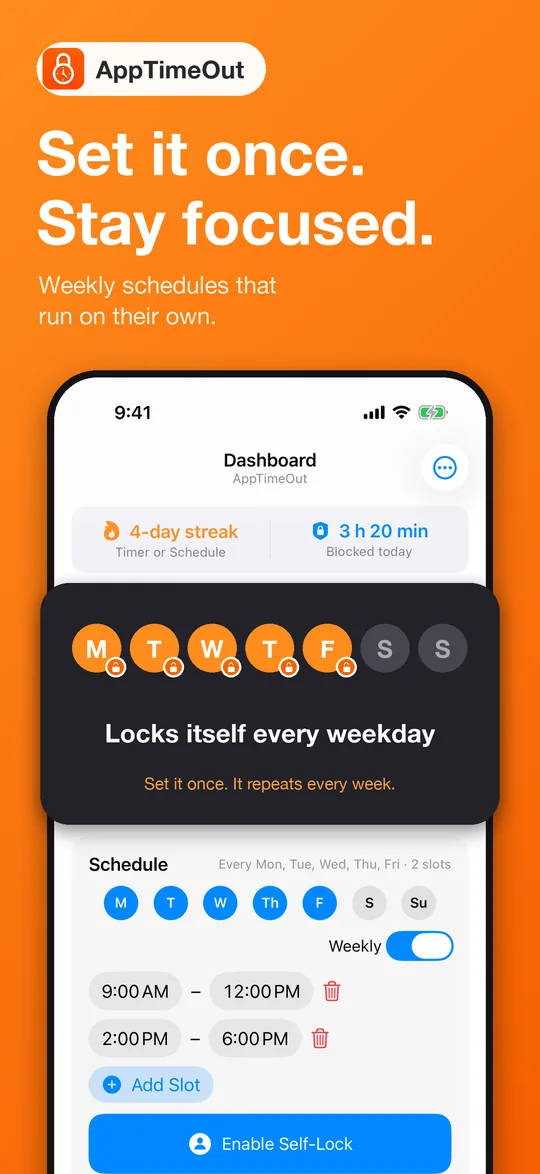 AppTimeOut
Set it once.
Stay focused.
Weekly schedules that
run on their own.
9:41
Dashboard
AppTimeOut
4-day streak
Timer or Schedule
3 h 20 min
Blocked today
M T W T F S S
Locks itself every weekday
Set it once. It repeats every week.
Schedule
Every Mon, Tue, Wed, Thu, Fri · 2 slots
M T W Th F S Su
Weekly
9:00 AM – 12:00 PM
2:00 PM – 6:00 PM
Add Slot
Enable Self-Lock